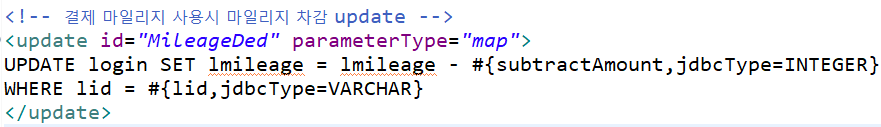 <!-- 결제 마일리지 사용시 마일리지 차감 update -->
<update id="MileageDed" parameterType="map">
UPDATE login SET lmileage = lmileage - #{subtractAmount,jdbcType=INTEGER}
WHERE lid = #{lid,jdbcType=VARCHAR}
</update>